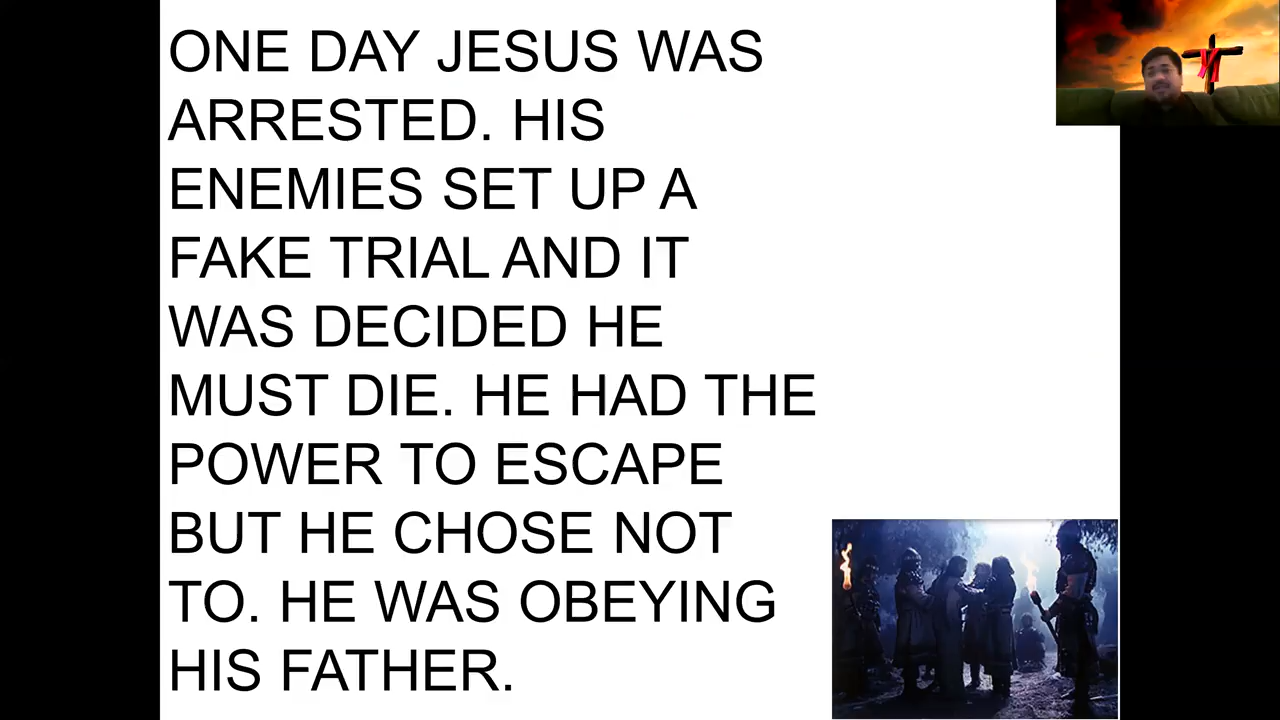 ONE DAY JESUS WAS
ARRESTED. HIS
ENEMIES SET UP A
FAKE TRIAL AND IT
WAS DECIDED HE
MUST DIE. HE HAD THE
POWER TO ESCAPE
BUT HE CHOSE NOT
TO. HE WAS OBEYING
HIS FATHER.